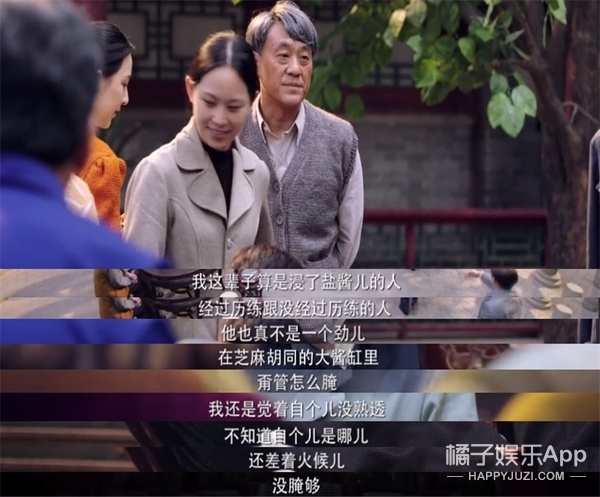 我这辈子算是浸了盐酱儿的人
经过历练跟没经过历练的人
他也真不是一个劲儿
在芝麻胡同的大酱缸里
甭管怎么腌
我还是觉着自个儿没熟透
不知道自个儿是哪儿
还差着火候儿
没腌够
橘子娱乐App
HAPPYJUZI.COM